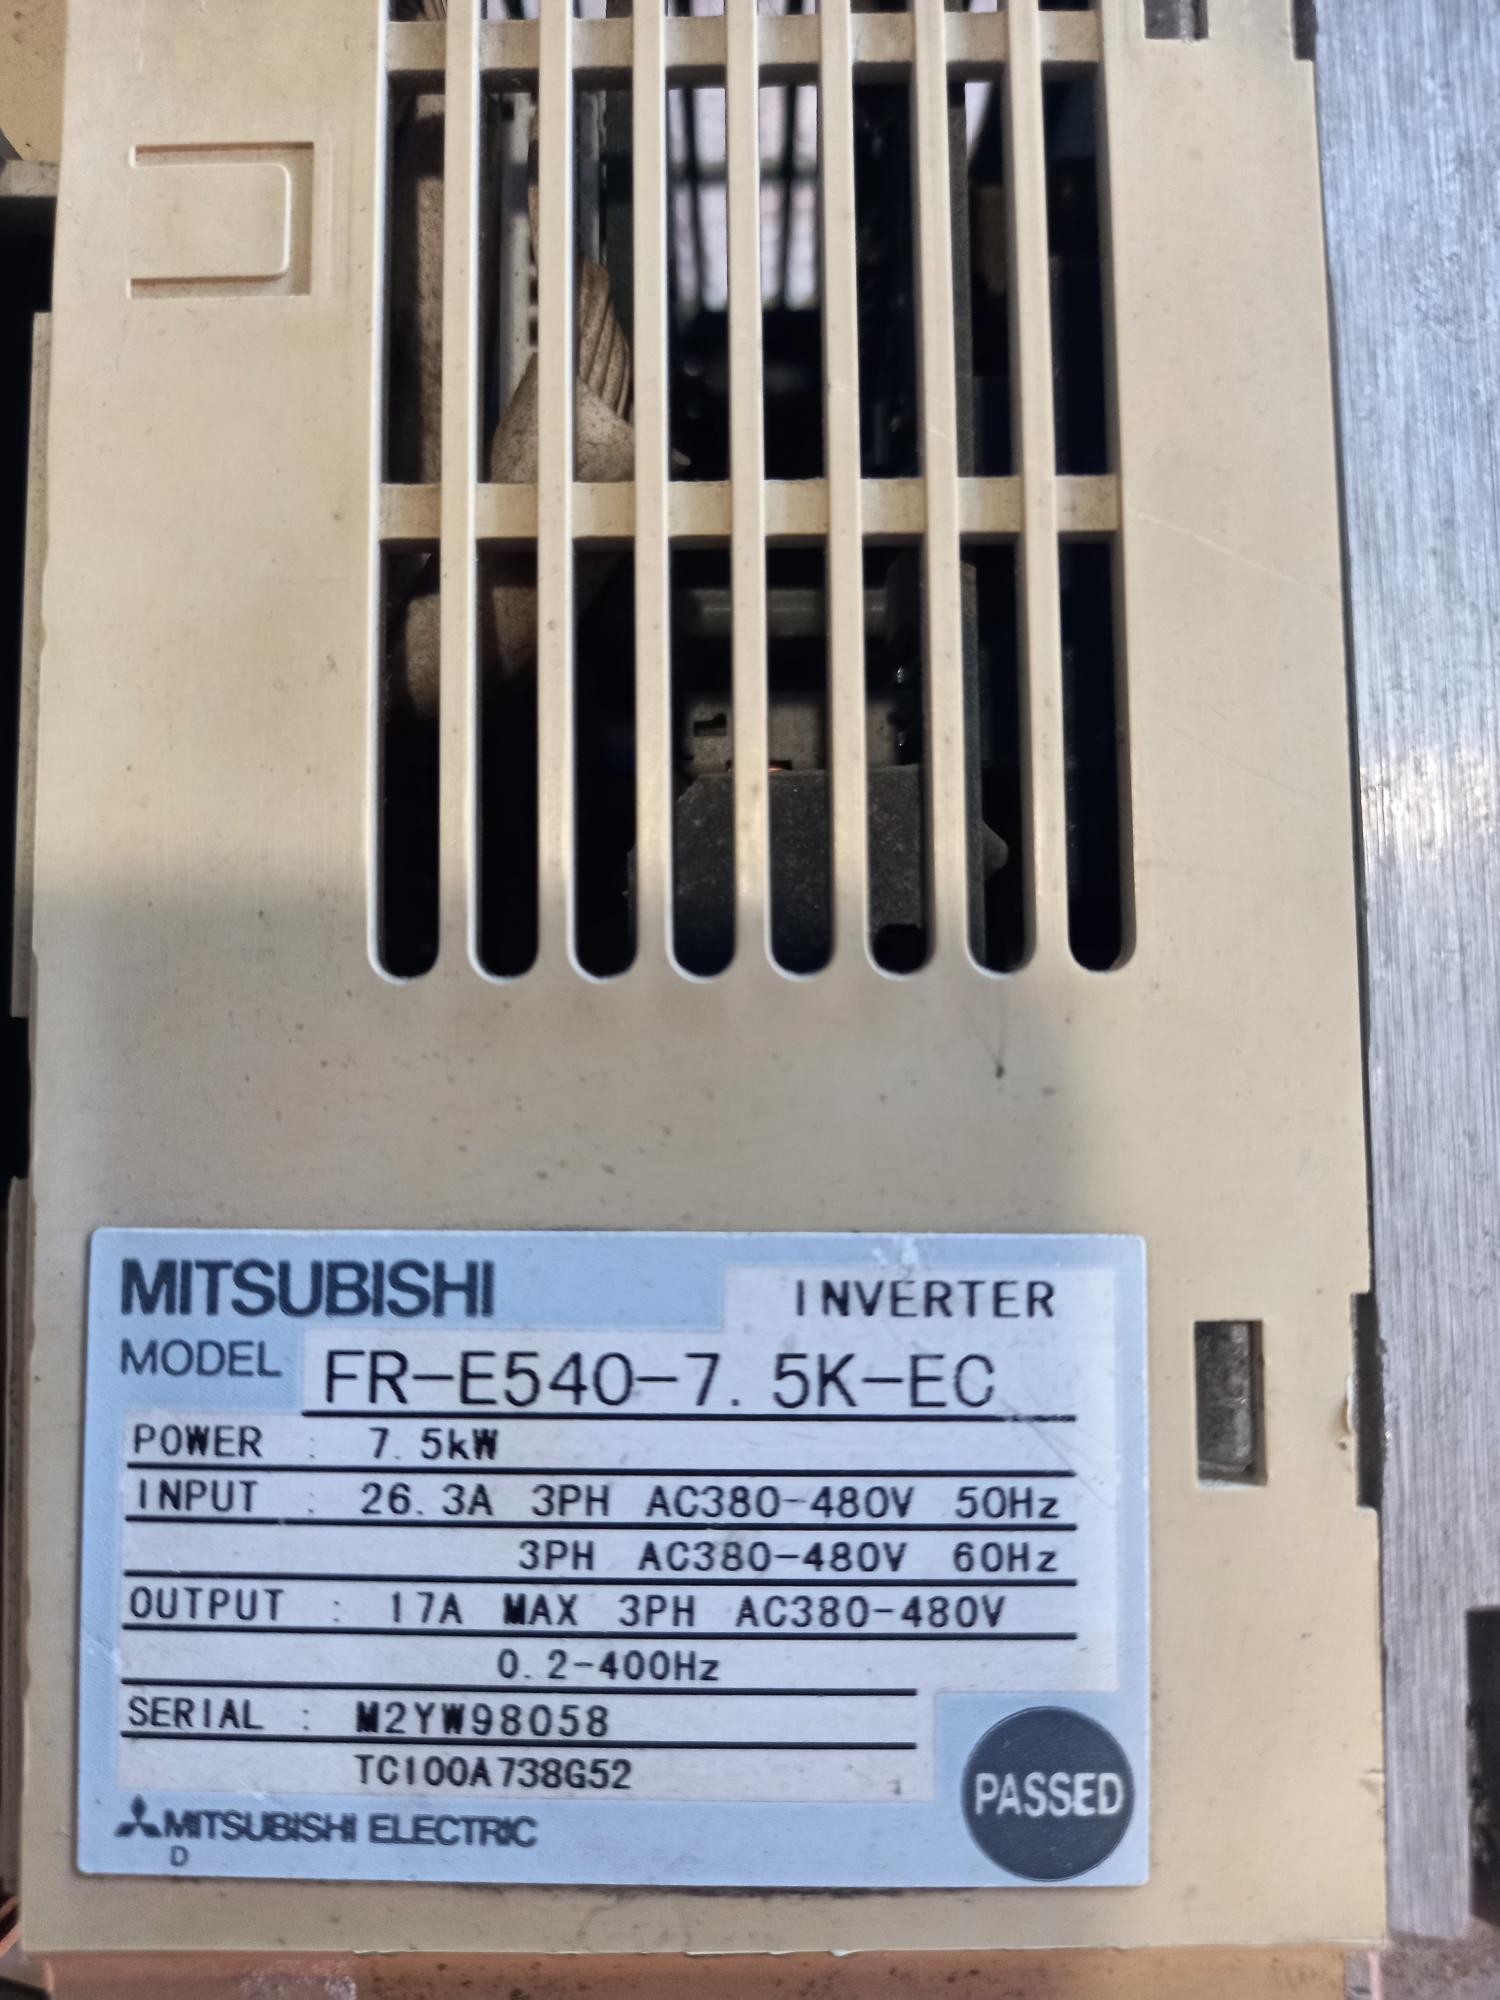 MITSUBISHI INVERTER
MODEL FR-E540-7.5K-EC
POWER : 7.5kW
INPUT : 26.3A 3PH AC380-480V 50Hz
3PH AC380-480V 60Hz
OUTPUT : 17A MAX 3PH AC380-480V
0.2-400Hz
SERIAL : M2YW98058
TC100A738G52
PASSED
MITSUBISHI ELECTRIC
D